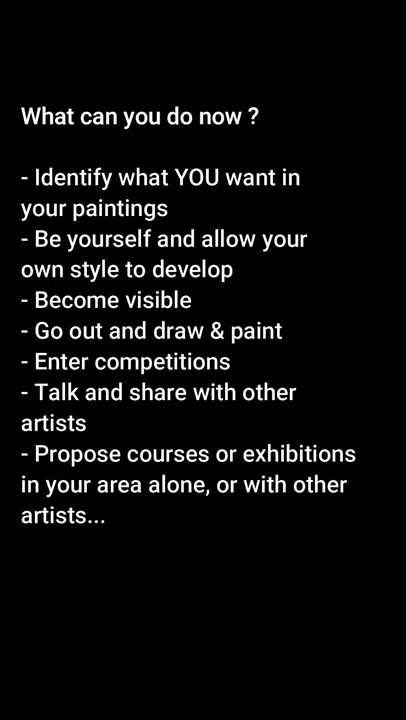 What can you do now ?
- Identify what YOU want in
your paintings
- Be yourself and allow your
own style to develop
- Become visible
- Go out and draw & paint
- Enter competitions
- Talk and share with other
artists
- Propose courses or exhibitions
in your area alone, or with other
artists...